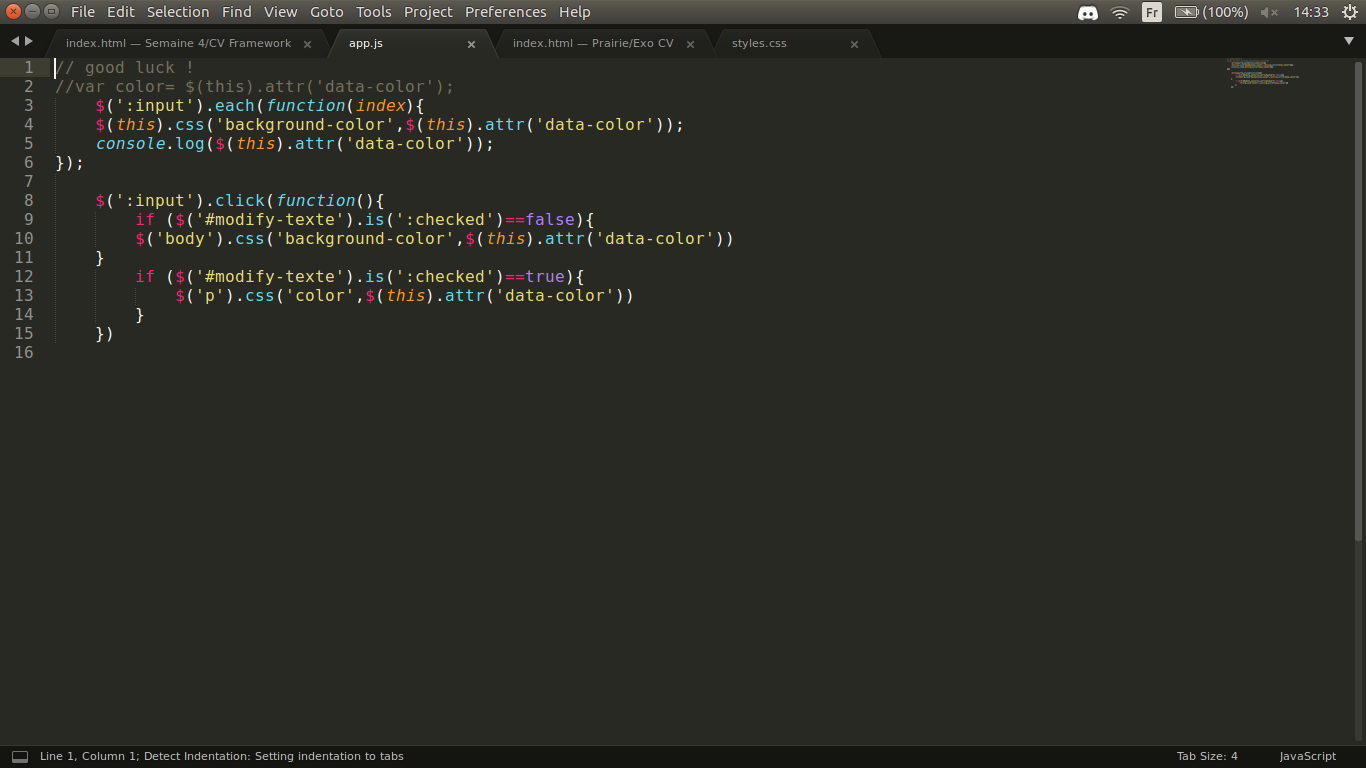 File Edit Selection Find View Goto Tools Project Preferences Help Fr (100%) 14:33
index.html — Semaine 4/CV Framework × app.js × index.html — Prairie/Exo CV × styles.css ×
1 // good luck !
2 //var color= $(this).attr('data-color');
3 $(':input').each(function(index){
4 $(this).css('background-color',$(this).attr('data-color'));
5 console.log($(this).attr('data-color'));
6 });
7
8 $(':input').click(function(){
9 if ($('#modify-texte').is(':checked')==false){
10 $('body').css('background-color',$(this).attr('data-color'))
11 }
12 if ($('#modify-texte').is(':checked')==true){
13 $('p').css('color',$(this).attr('data-color'))
14 }
15 })
16
Line 1, Column 1; Detect Indentation: Setting indentation to tabs Tab Size: 4 JavaScript